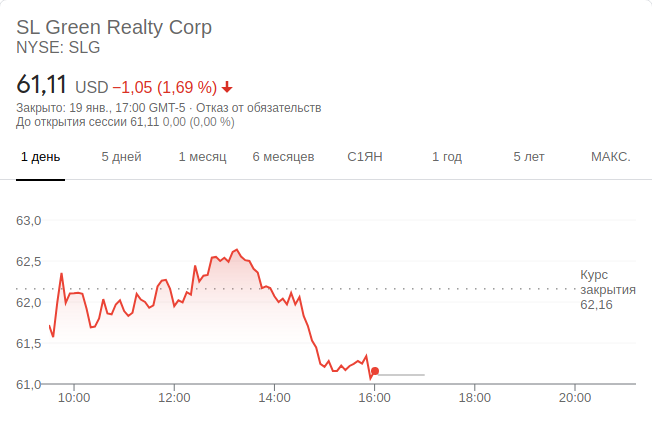 SL Green Realty Corp
NYSE: SLG
61,11 USD −1,05 (1,69 %)
Закрыто: 19 янв., 17:00 GMT-5 · Отказ от обязательств
До открытия сессии 61,11 0,00 (0,00 %)
1 день 5 дней 1 месяц 6 месяцев С1ЯН 1 год 5 лет МАКС.
63,0
62,5
Курс
закрытия
62,16
62,0
61,5
61,0
10:00 12:00 14:00 16:00 18:00 20:00